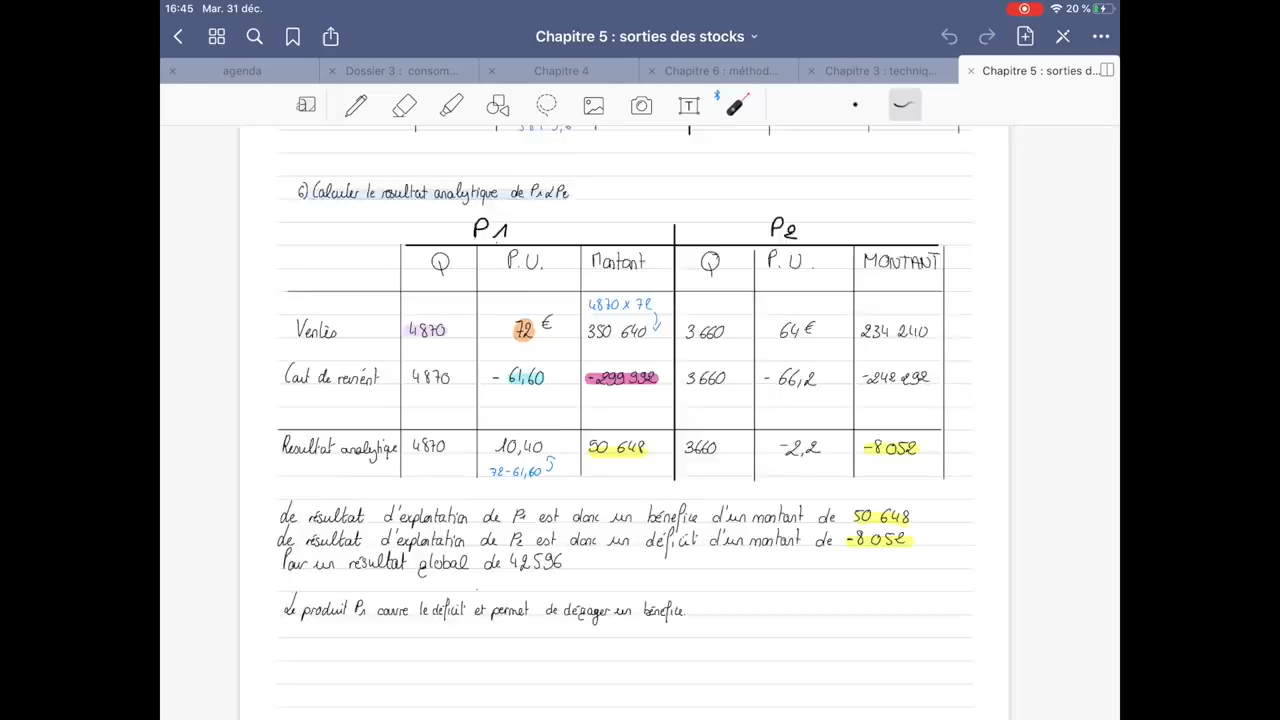 16:45 Mar. 31 déc. 20 %
Chapitre 5 : sorties des stocks
agenda Dossier 3 : consom... Chapitre 4 Chapitre 6 : méthod... Chapitre 3 : techniq... Chapitre 5 : sorties d...
6) Calculer le resultat analytique de P1 & P2
P1 P2
Q P.U. Montant Q P.U. MONTANT
4870 x 72
Ventes 4870 72 € 350 640 3 660 64 € 234 240
Cout de revient 4870 - 61,60 - 299 932 3 660 - 66,2 -242 292
Resultat analytique 4870 10,40 50 648 3660 -2,2 -8 052
72-61,60
Le résultat d'exploitation de P1 est donc un bénéfice d'un montant de 50 648
Le résultat d'exploitation de P2 est donc un déficit d'un montant de -8 052
Pour un résultat global de 42596
Le produit P1 couvre le déficit et permet de dégager un bénéfice.